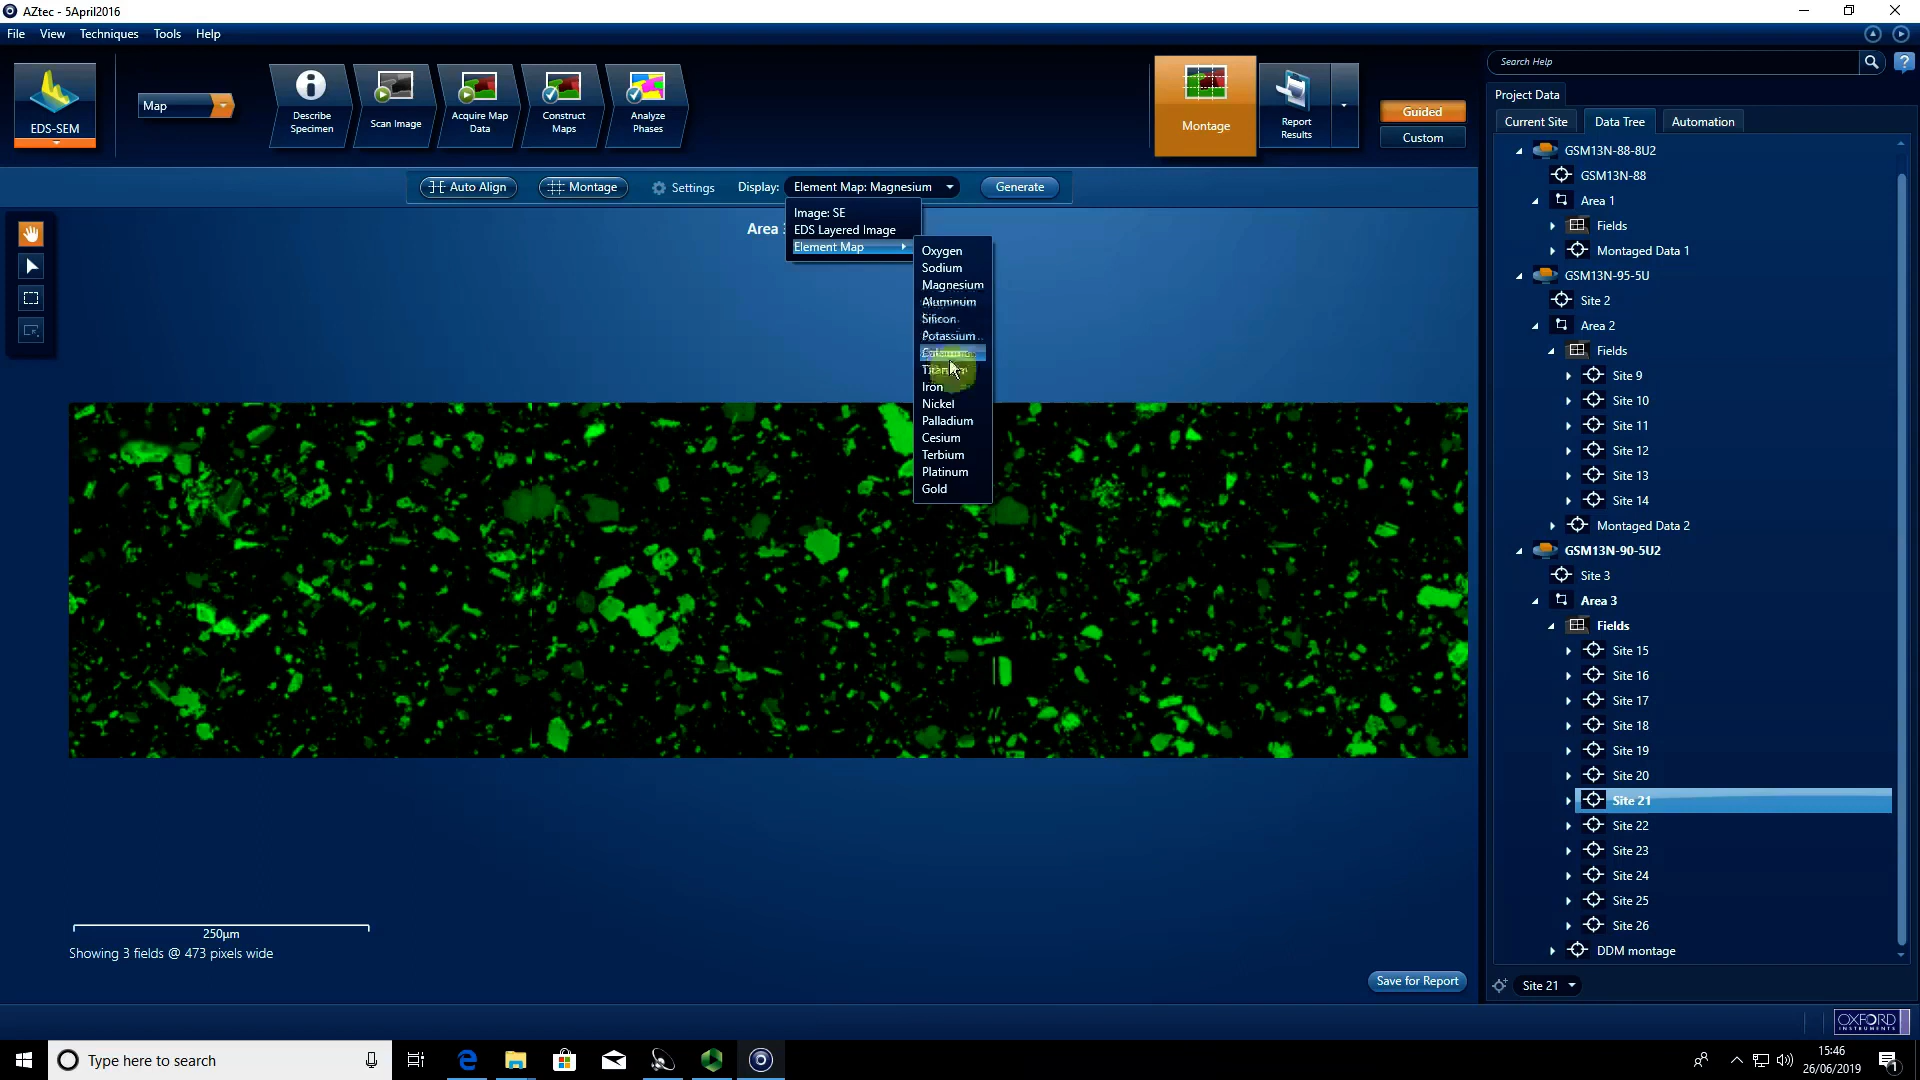 AZtec - 5April2016
File View Techniques Tools Help
Search Help
EDS-SEM
Map
Describe Specimen
Scan Image
Acquire Map Data
Construct Maps
Analyze Phases
Montage
Report Results
Guided
Custom
Project Data
Current Site Data Tree Automation
Auto Align Montage Settings Display: Element Map: Magnesium Generate
Area
Image: SE
EDS Layered Image
Element Map
Oxygen
Sodium
Magnesium
Aluminum
Silicon
Potassium
Iron
Nickel
Palladium
Cesium
Terbium
Platinum
Gold
GSM13N-88-8U2
GSM13N-88
Area 1
Fields
Montaged Data 1
GSM13N-95-5U
Site 2
Area 2
Fields
Site 9
Site 10
Site 11
Site 12
Site 13
Site 14
Montaged Data 2
GSM13N-90-5U2
Site 3
Area 3
Fields
Site 15
Site 16
Site 17
Site 18
Site 19
Site 20
Site 21
Site 22
Site 23
Site 24
Site 25
Site 26
DDM montage
250µm
Showing 3 fields @ 473 pixels wide
Save for Report
Site 21
OXFORD
INSTRUMENTS
Type here to search
15:46
26/06/2019
1